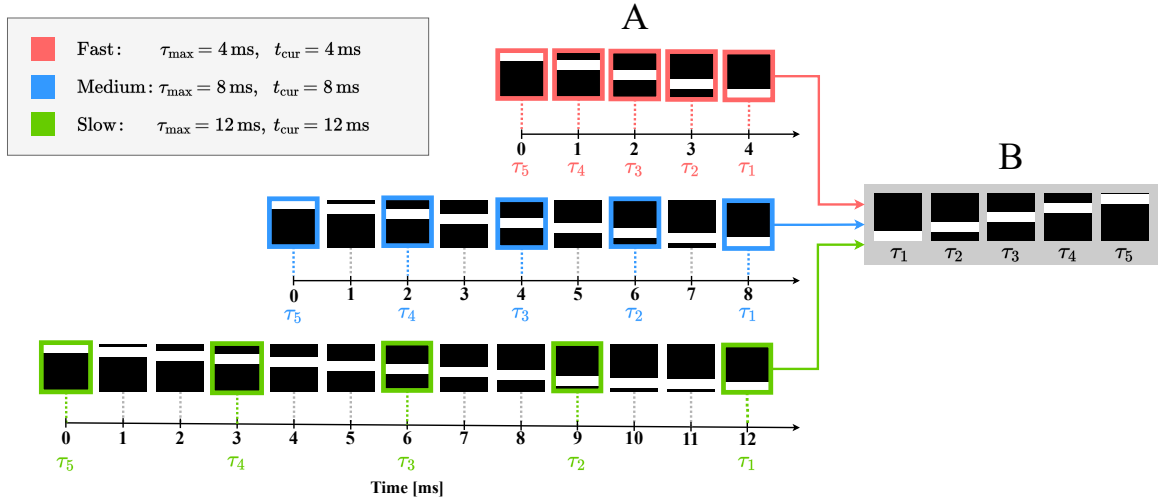 A
Fast: τmax = 4 ms, tcur = 4 ms
Medium: τmax = 8 ms, tcur = 8 ms
Slow: τmax = 12 ms, tcur = 12 ms
0 1 2 3 4
τ5 τ4 τ3 τ2 τ1
B
τ1 τ2 τ3 τ4 τ5
0 1 2 3 4 5 6 7 8
τ5 τ4 τ3 τ2 τ1
0 1 2 3 4 5 6 7 8 9 10 11 12
τ5 τ4 τ3 τ2 τ1
Time [ms]